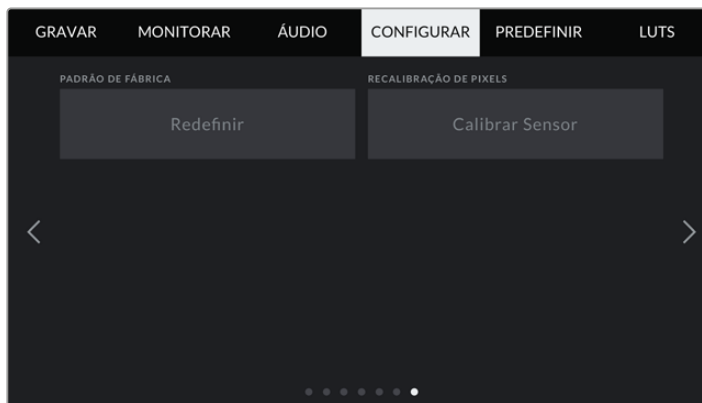 GRAVAR MONITORAR ÁUDIO CONFIGURAR PREDEFINIR LUTS
PADRÃO DE FÁBRICA RECALIBRAÇÃO DE PIXELS
Redefinir Calibrar Sensor